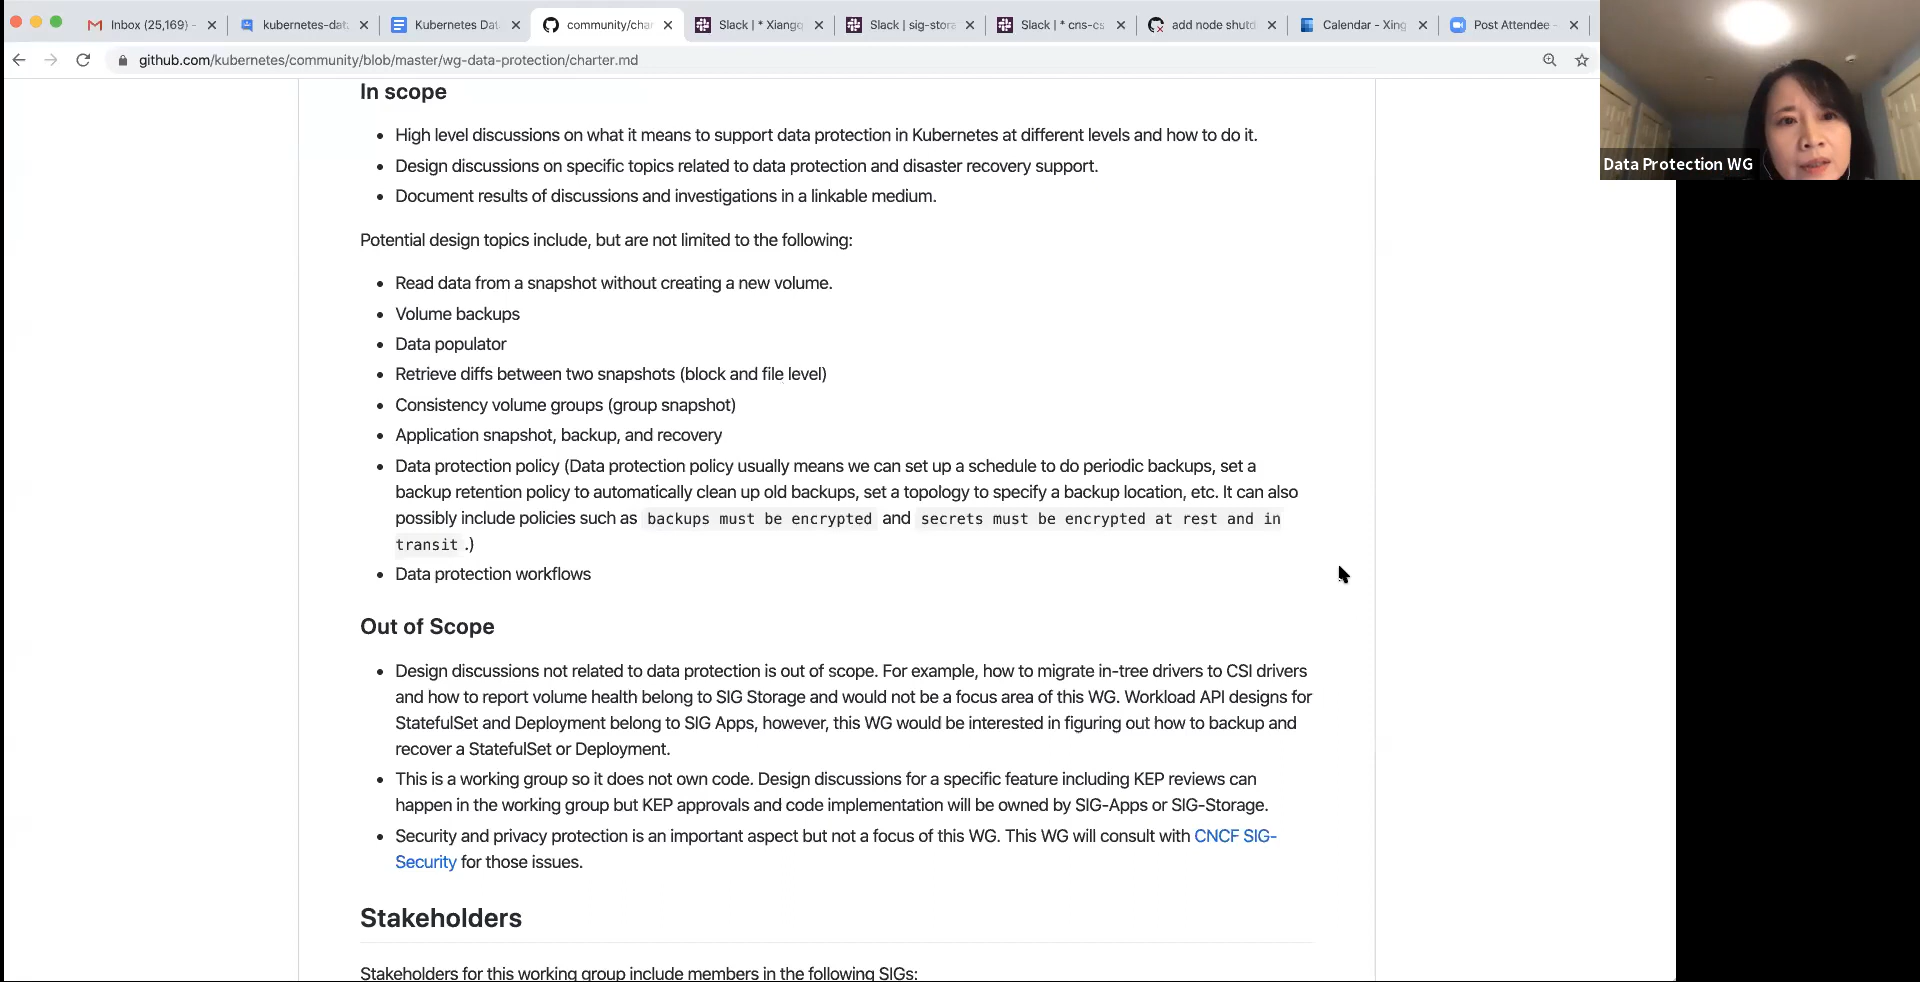 Inbox (25,169) -
kubernetes-dat
Kubernetes Dat
community/char
Slack | * Xiangq
Slack | sig-stora
Slack | * cns-cs
add node shutd
Calendar - Xing
Post Attendee -
github.com/kubernetes/community/blob/master/wg-data-protection/charter.md
Data Protection WG
In scope
• High level discussions on what it means to support data protection in Kubernetes at different levels and how to do it.
• Design discussions on specific topics related to data protection and disaster recovery support.
• Document results of discussions and investigations in a linkable medium.
Potential design topics include, but are not limited to the following:
• Read data from a snapshot without creating a new volume.
• Volume backups
• Data populator
• Retrieve diffs between two snapshots (block and file level)
• Consistency volume groups (group snapshot)
• Application snapshot, backup, and recovery
• Data protection policy (Data protection policy usually means we can set up a schedule to do periodic backups, set a
backup retention policy to automatically clean up old backups, set a topology to specify a backup location, etc. It can also
possibly include policies such as backups must be encrypted and secrets must be encrypted at rest and in
transit .)
• Data protection workflows
Out of Scope
• Design discussions not related to data protection is out of scope. For example, how to migrate in-tree drivers to CSI drivers
and how to report volume health belong to SIG Storage and would not be a focus area of this WG. Workload API designs for
StatefulSet and Deployment belong to SIG Apps, however, this WG would be interested in figuring out how to backup and
recover a StatefulSet or Deployment.
• This is a working group so it does not own code. Design discussions for a specific feature including KEP reviews can
happen in the working group but KEP approvals and code implementation will be owned by SIG-Apps or SIG-Storage.
• Security and privacy protection is an important aspect but not a focus of this WG. This WG will consult with CNCF SIG-
Security for those issues.
Stakeholders
Stakeholders for this working group include members in the following SIGs: